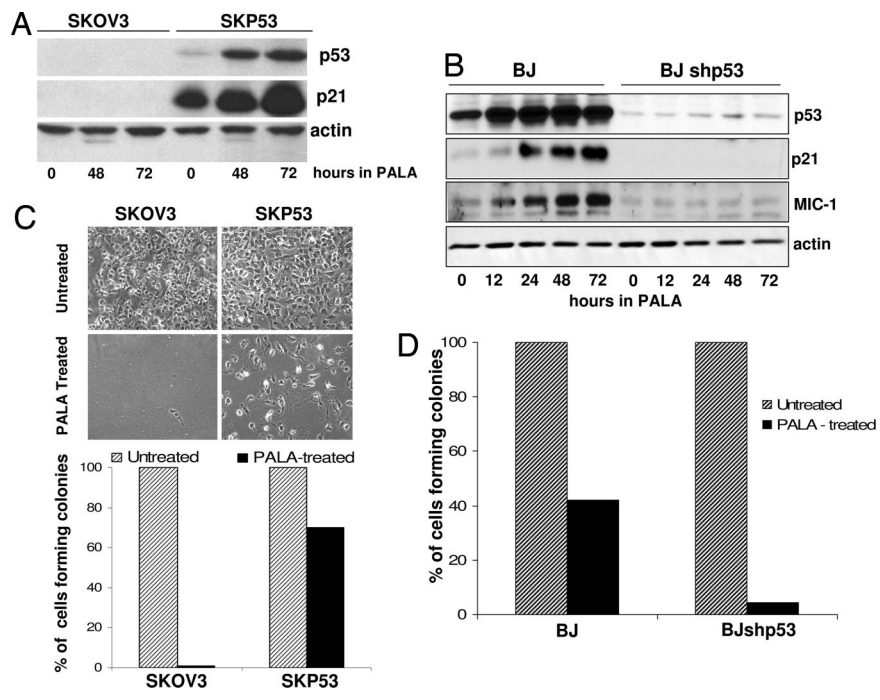 A
SKOV3 SKP53
p53
p21
actin
0 48 72 0 48 72 hours in PALA
B
BJ BJ shp53
p53
p21
MIC-1
actin
0 12 24 48 72 0 12 24 48 72
hours in PALA
C
SKOV3 SKP53
Untreated
PALA Treated
Untreated PALA-treated
% of cells forming colonies
100
80
60
40
20
0
SKOV3 SKP53
D
% of cells forming colonies
100
80
60
40
20
0
Untreated
PALA - treated
BJ BJshp53